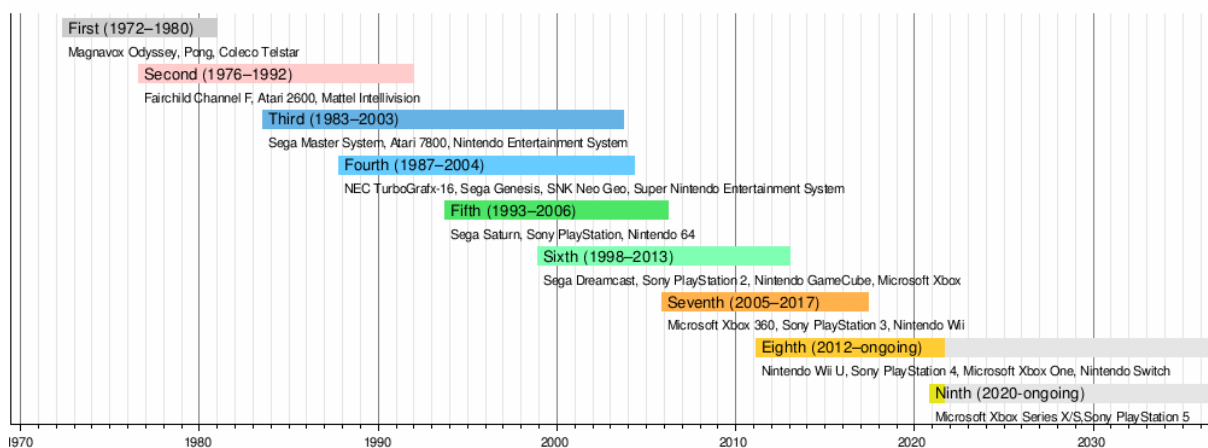 First (1972–1980)
Magnavox Odyssey, Pong, Coleco Telstar
Second (1976–1992)
Fairchild Channel F, Atari 2600, Mattel Intellivision
Third (1983–2003)
Sega Master System, Atari 7800, Nintendo Entertainment System
Fourth (1987–2004)
NEC TurboGrafx-16, Sega Genesis, SNK Neo Geo, Super Nintendo Entertainment System
Fifth (1993–2006)
Sega Saturn, Sony PlayStation, Nintendo 64
Sixth (1998–2013)
Sega Dreamcast, Sony PlayStation 2, Nintendo GameCube, Microsoft Xbox
Seventh (2005–2017)
Microsoft Xbox 360, Sony PlayStation 3, Nintendo Wii
Eighth (2012–ongoing)
Nintendo Wii U, Sony PlayStation 4, Microsoft Xbox One, Nintendo Switch
Ninth (2020-ongoing)
Microsoft Xbox Series X/S,Sony PlayStation 5
1970 1980 1990 2000 2010 2020 2030